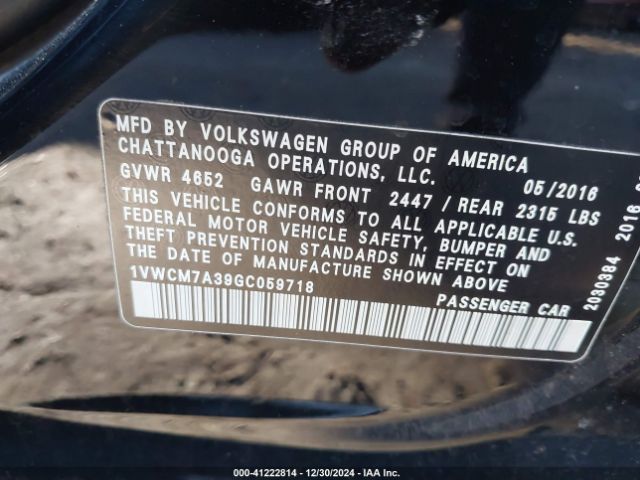 MFD BY VOLKSWAGEN GROUP OF AMERICA
CHATTANOOGA OPERATIONS, LLC. 05/2016
GVWR 4652 GAWR FRONT 2447 / REAR 2315 LBS
THIS VEHICLE CONFORMS TO ALL APPLICABLE U.S.
FEDERAL MOTOR VEHICLE SAFETY, BUMPER AND
THEFT PREVENTION STANDARDS IN EFFECT ON
THE DATE OF MANUFACTURE SHOWN ABOVE
1VWCM7A39GC059718 PASSENGER CAR
2030384 2016
000-41222814 - 12/30/2024 - IAA Inc.